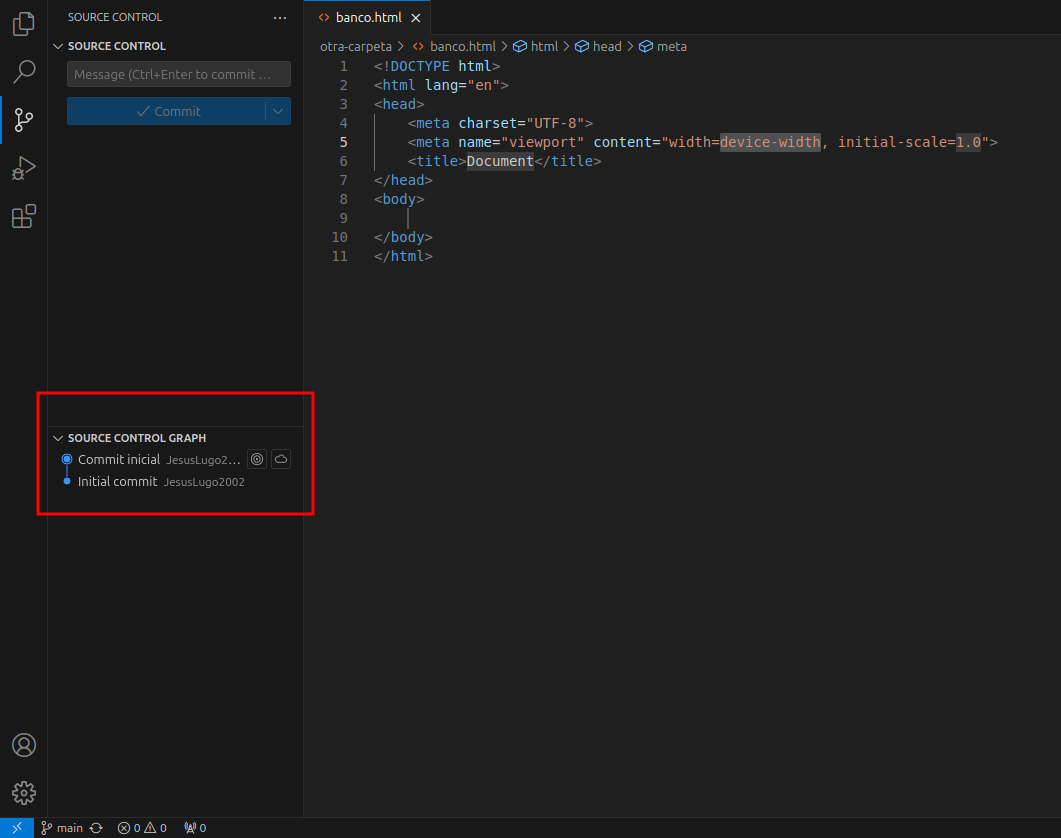 SOURCE CONTROL
SOURCE CONTROL
Message (Ctrl+Enter to commit ...
Commit
SOURCE CONTROL GRAPH
Commit inicial JesusLugo2...
Initial commit JesusLugo2002
banco.html
otra-carpeta > banco.html > html > head > meta
1 <!DOCTYPE html>
2 <html lang="en">
3 <head>
4 <meta charset="UTF-8">
5 <meta name="viewport" content="width=device-width, initial-scale=1.0">
6 <title>Document</title>
7 </head>
8 <body>
9
10 </body>
11 </html>
main 0 0 0